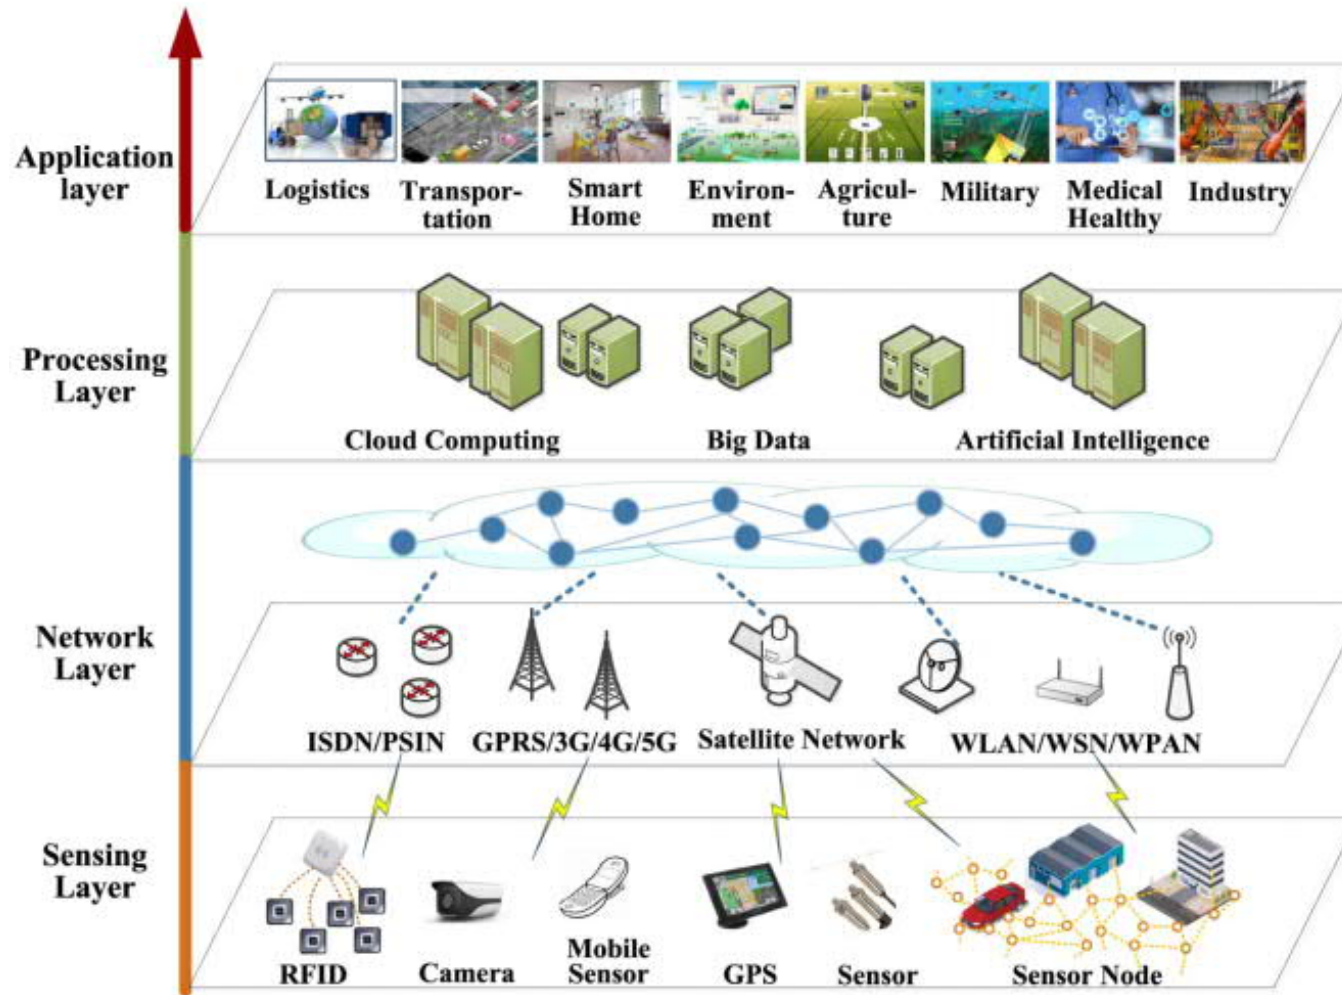 Application
layer
Logistics
Transpor-
tation
Smart
Home
Environ-
ment
Agricul-
ture
Military
Medical
Healthy
Industry
Processing
Layer
Cloud Computing
Big Data
Artificial Intelligence
Network
Layer
ISDN/PSIN
GPRS/3G/4G/5G
Satellite Network
WLAN/WSN/WPAN
Sensing
Layer
RFID
Camera
Mobile
Sensor
GPS
Sensor
Sensor Node